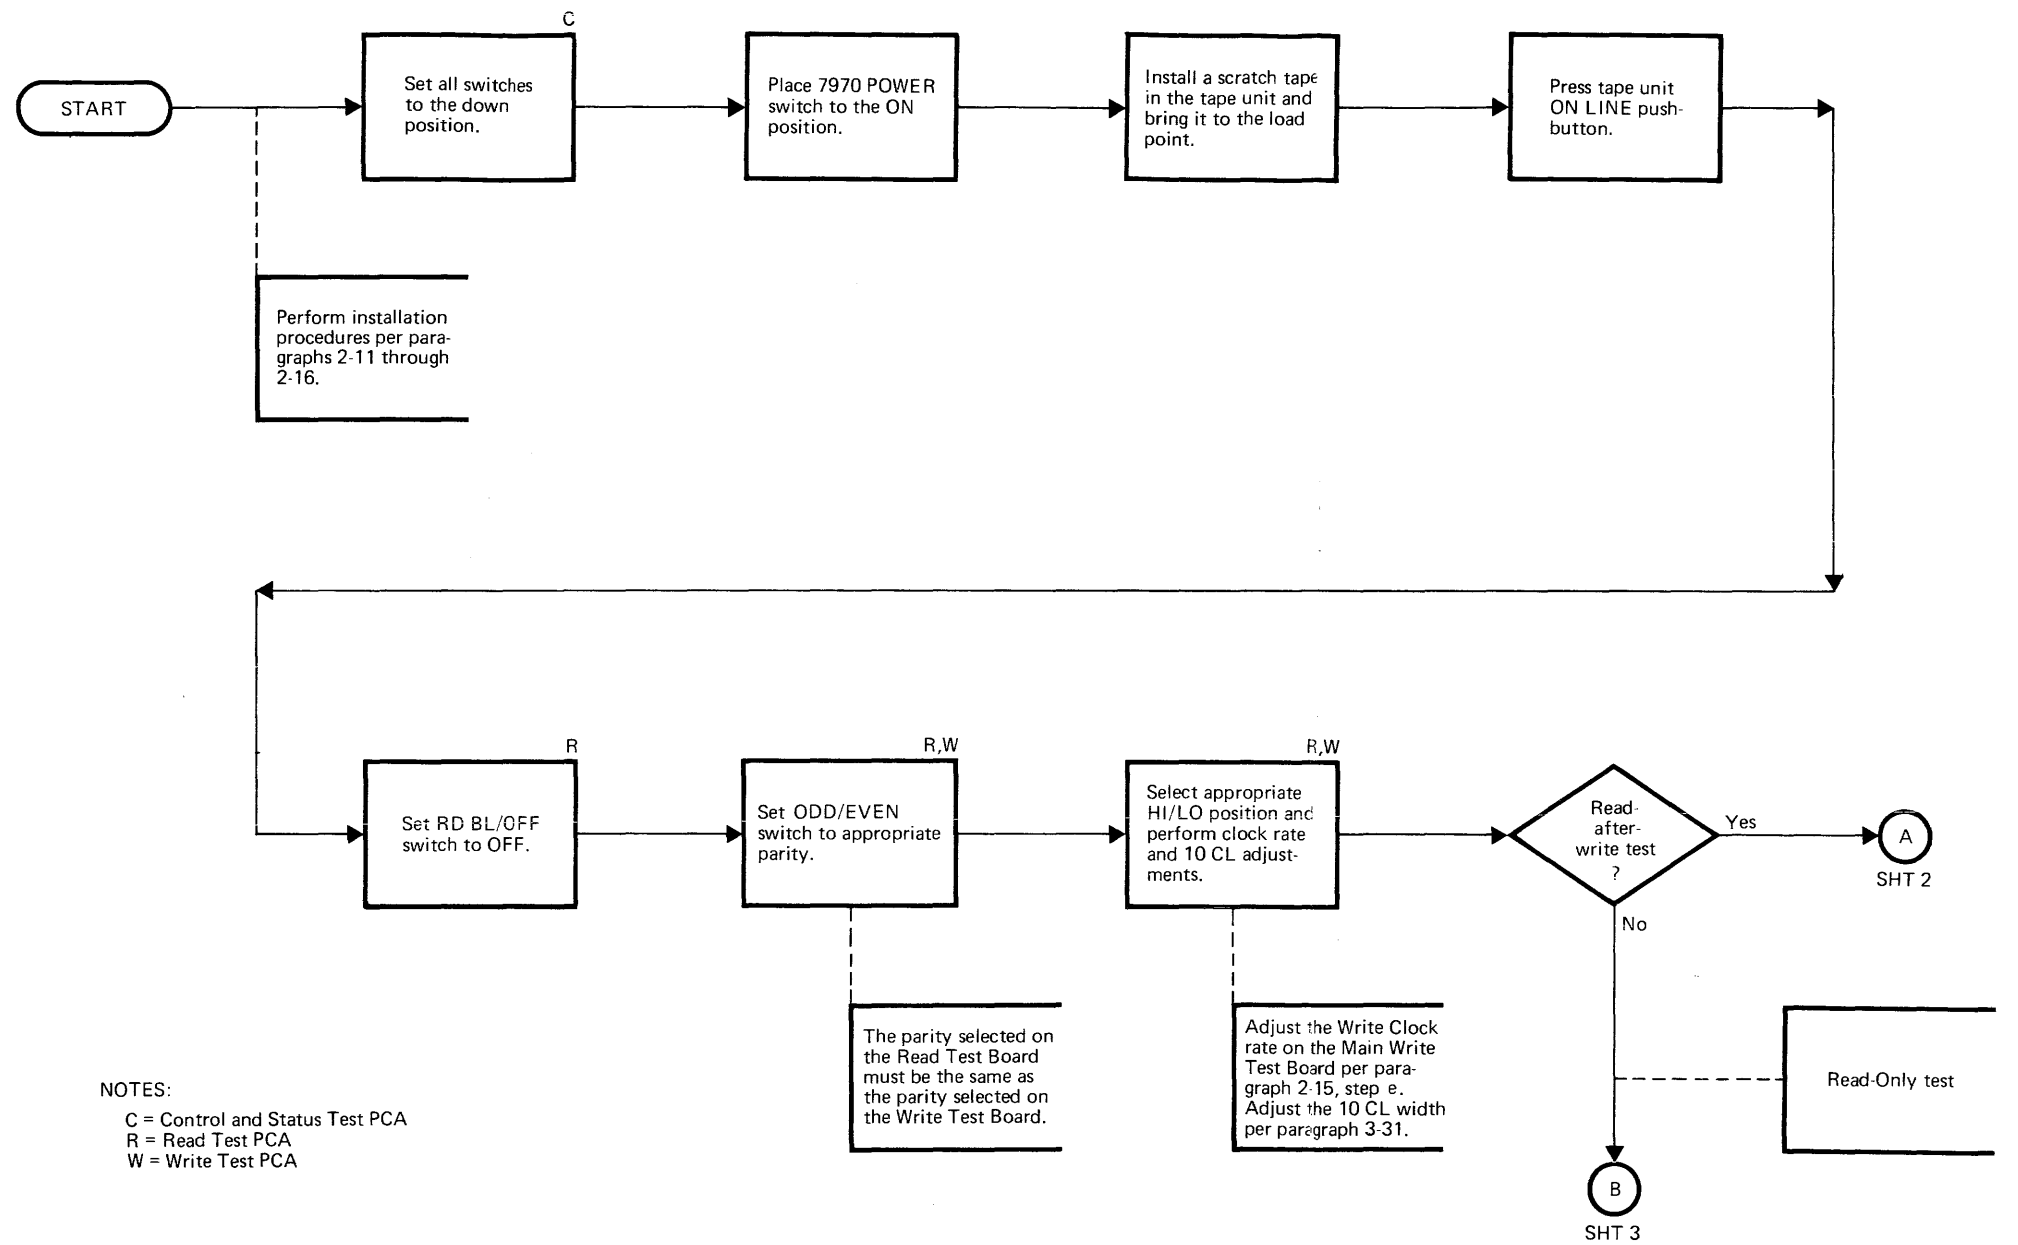 START
C
Set all switches
to the down
position.
Place 7970 POWER
switch to the ON
position.
Install a scratch tape
in the tape unit and
bring it to the load
point.
Press tape unit
ON LINE push-
button.
Perform installation
procedures per para-
graphs 2-11 through
2-16.
R
Set RD BL/OFF
switch to OFF.
R,W
Set ODD/EVEN
switch to appropriate
parity.
R,W
Select appropriate
HI/LO position and
perform clock rate
and 10 CL adjust-
ments.
Read-
after-
write test
?
Yes
A
SHT 2
No
The parity selected on
the Read Test Board
must be the same as
the parity selected on
the Write Test Board.
Adjust the Write Clock
rate on the Main Write
Test Board per para-
graph 2-15, step e.
Adjust the 10 CL width
per paragraph 3-31.
Read-Only test
B
SHT 3
NOTES:
C = Control and Status Test PCA
R = Read Test PCA
W = Write Test PCA